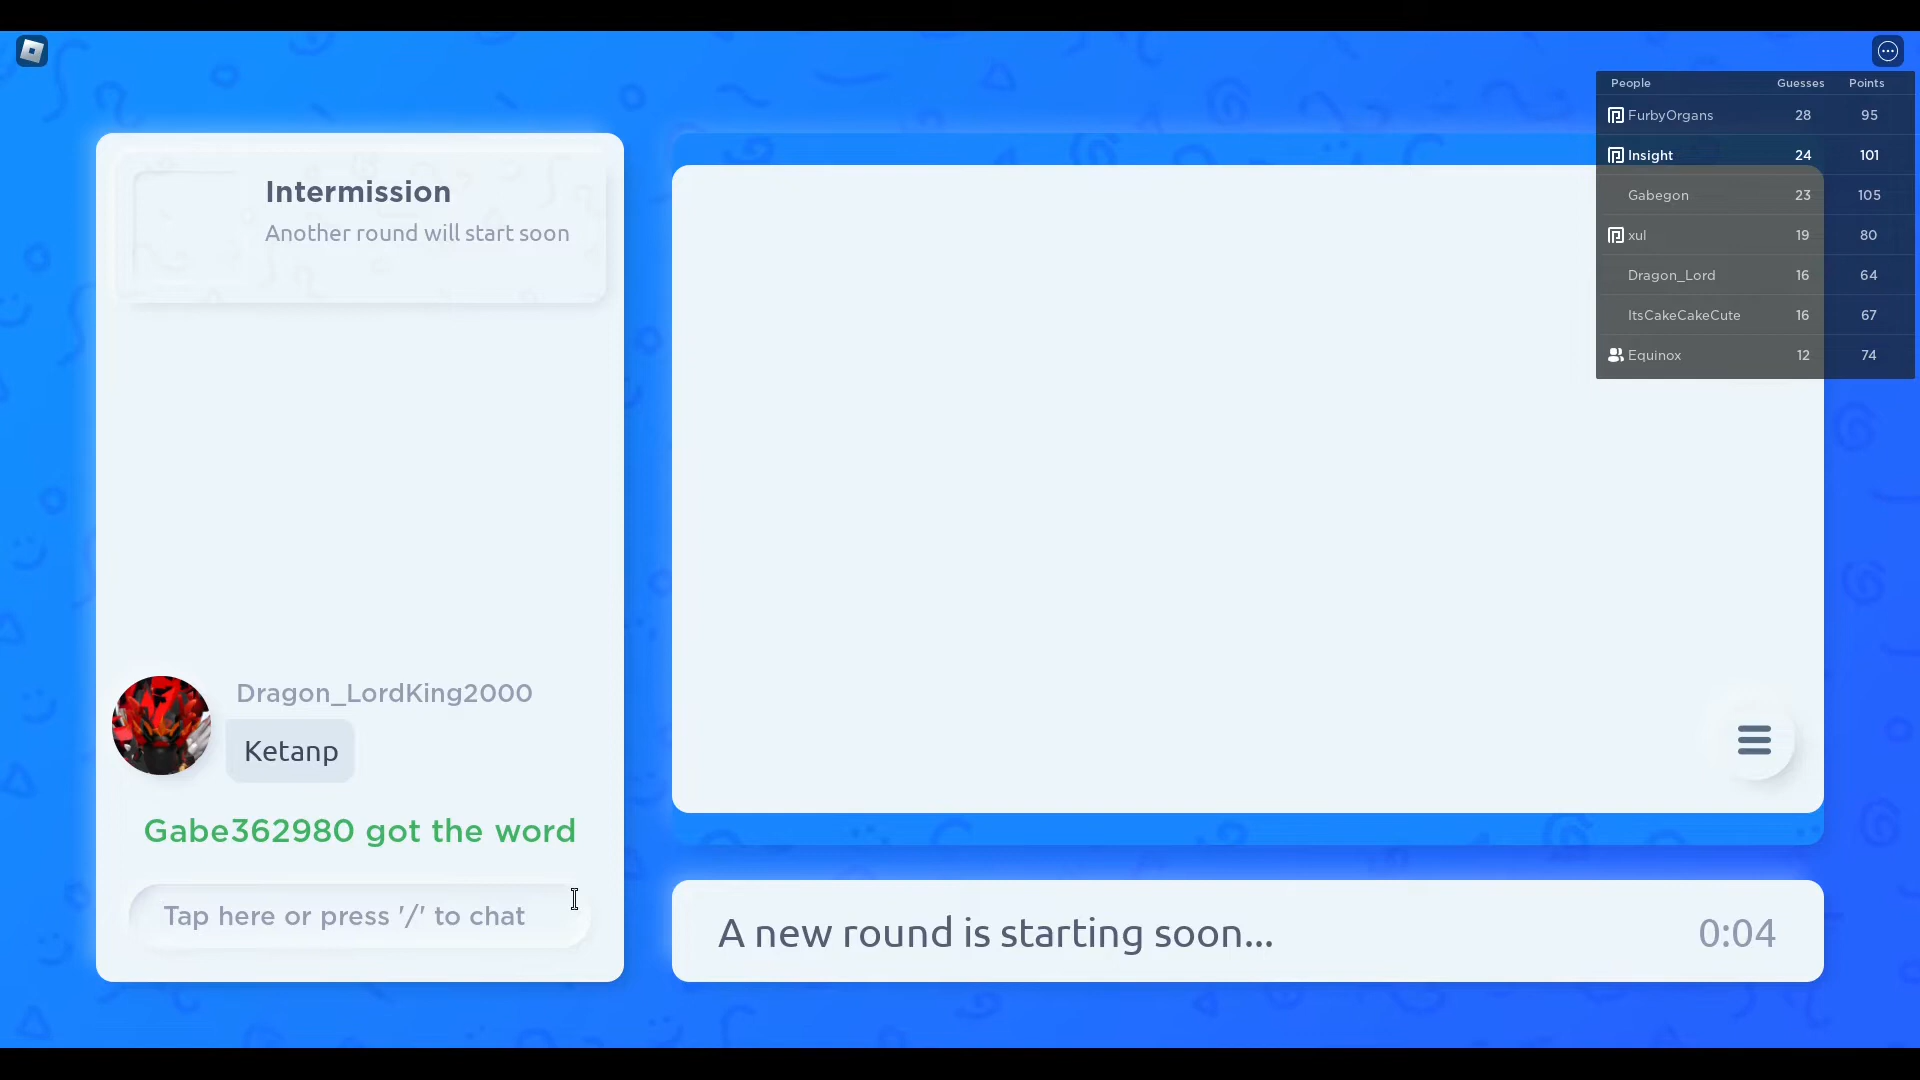 People Guesses Points
FurbyOrgans 28 95
Insight 24 101
Gabegon 23 105
xul 19 80
Dragon_Lord 16 64
ItsCakeCakeCute 16 67
Equinox 12 74
Intermission
Another round will start soon
Dragon_LordKing2000
Ketanp
Gabe362980 got the word
Tap here or press '/' to chat
A new round is starting soon... 0:04